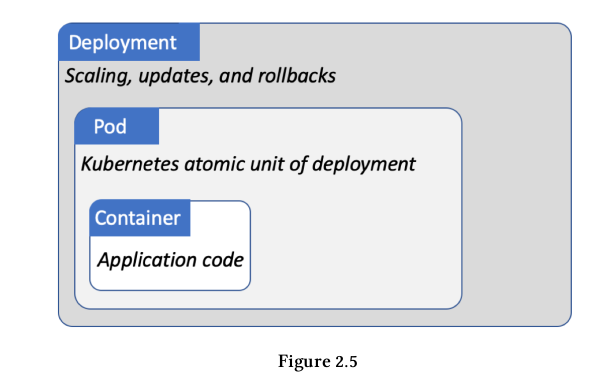 Deployment
Scaling, updates, and rollbacks
Pod
Kubernetes atomic unit of deployment
Container
Application code
Figure 2.5